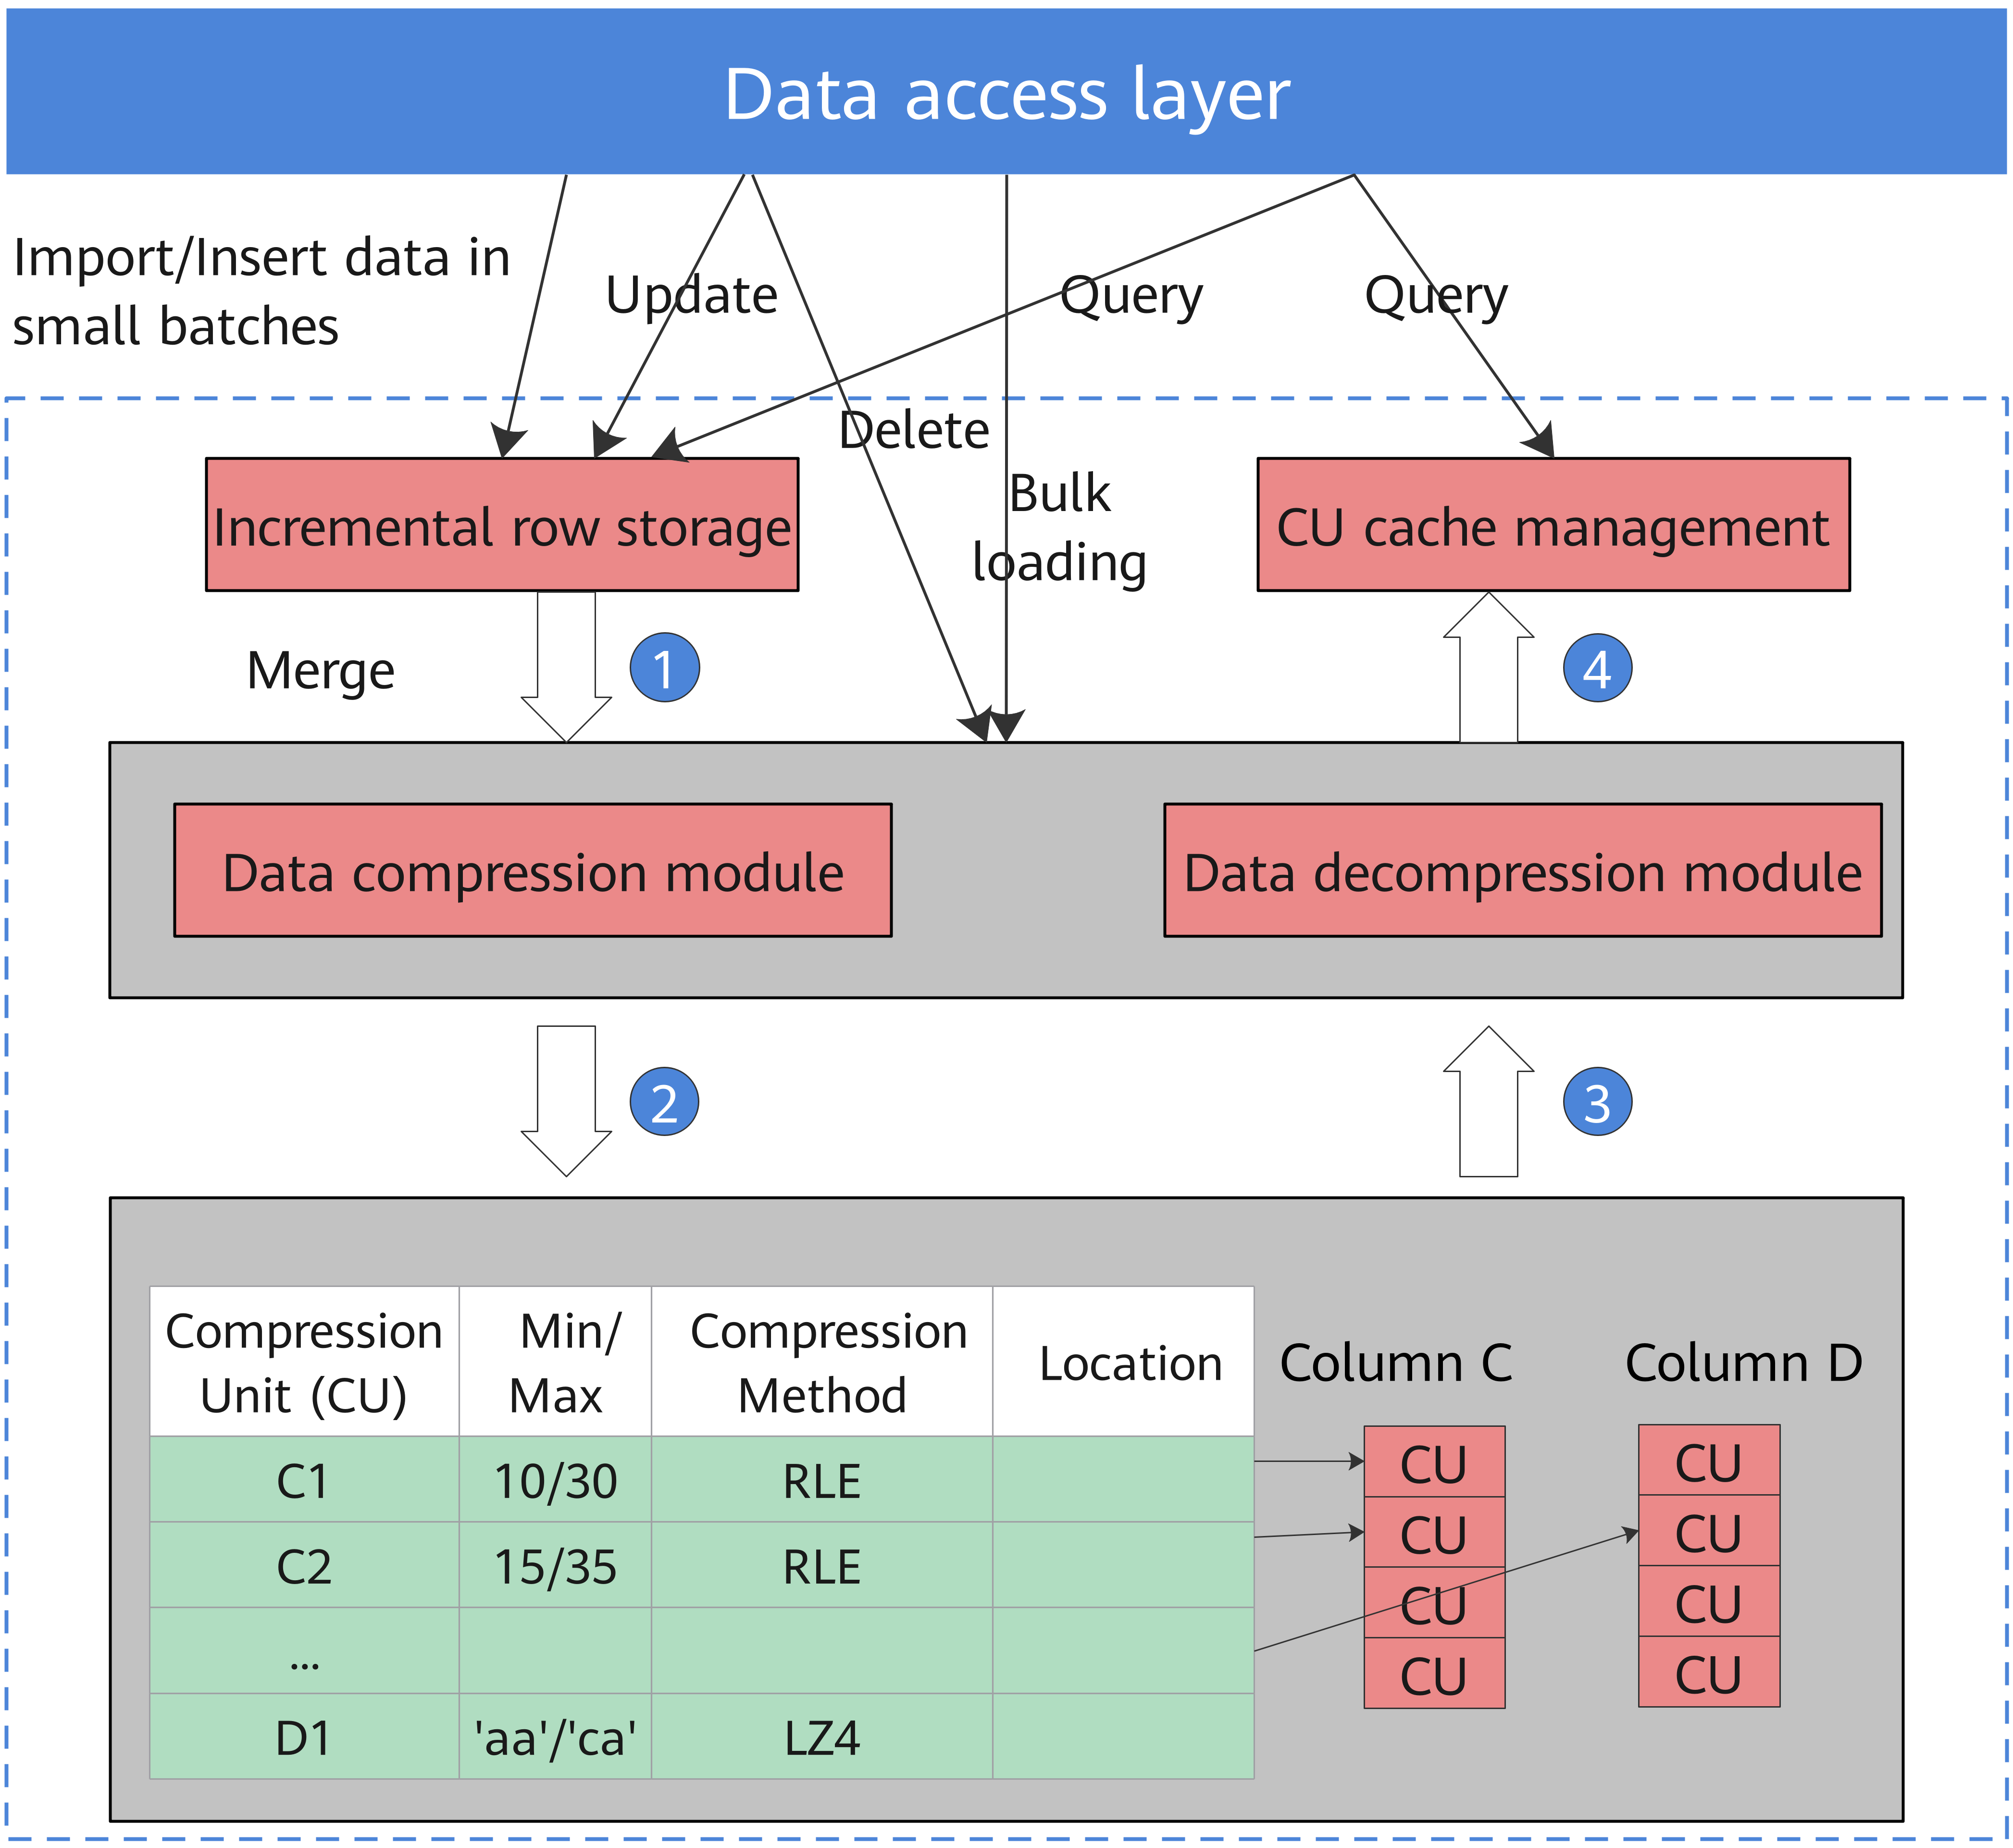 Data access layer
Import/Insert data in
small batches
Update
Query
Query
Delete
Bulk
loading
Incremental row storage
CU cache management
Merge
1
4
Data compression module
Data decompression module
2
3
Compression
Unit (CU)
Min/
Max
Compression
Method
Location
Column C
Column D
C1
10/30
RLE
C2
15/35
RLE
...
D1
'aa'/'ca'
LZ4
CU
CU
CU
CU
CU
CU
CU
CU